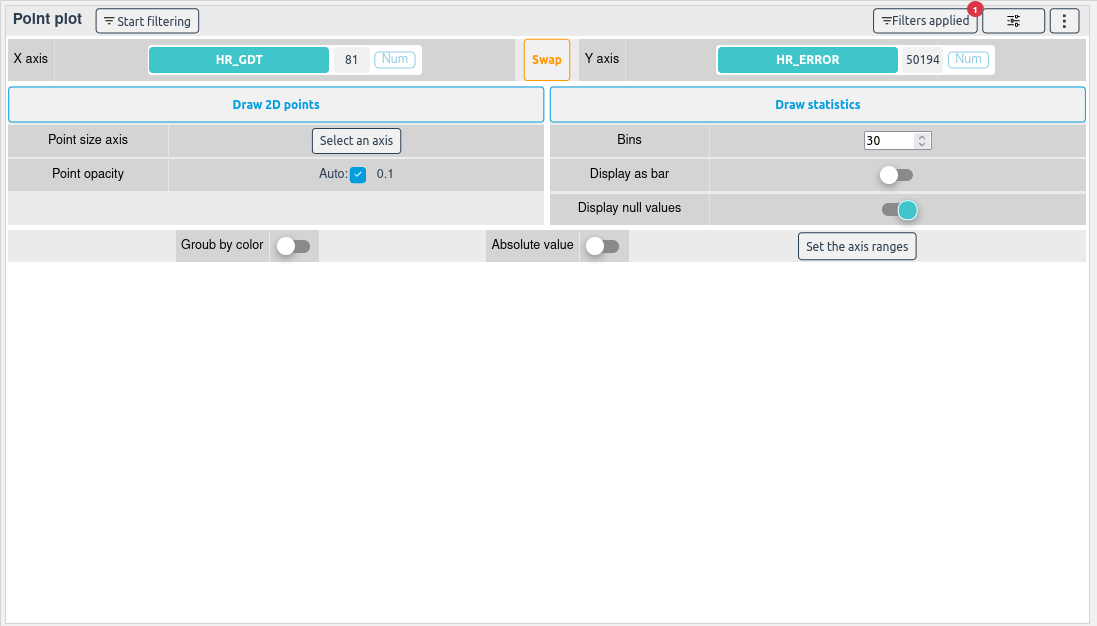 Point plot Start filtering Filters applied 1
X axis HR_GDT 81 Num Swap Y axis HR_ERROR 50194 Num
Draw 2D points Draw statistics
Point size axis Select an axis Bins 30
Point opacity Auto: 0.1 Display as bar
Display null values
Groub by color Absolute value Set the axis ranges